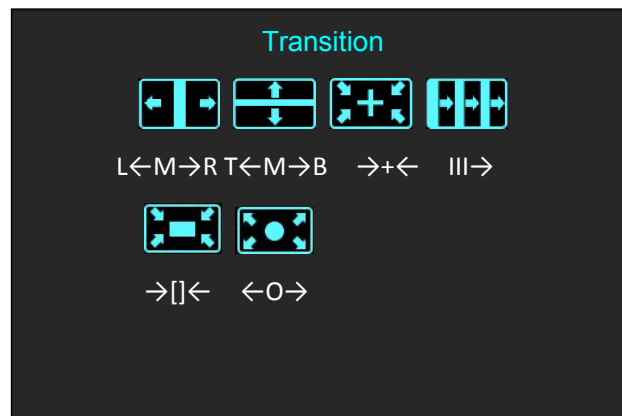 Transition
L←M→R T←M→B →+← III→
→[]← ←O→